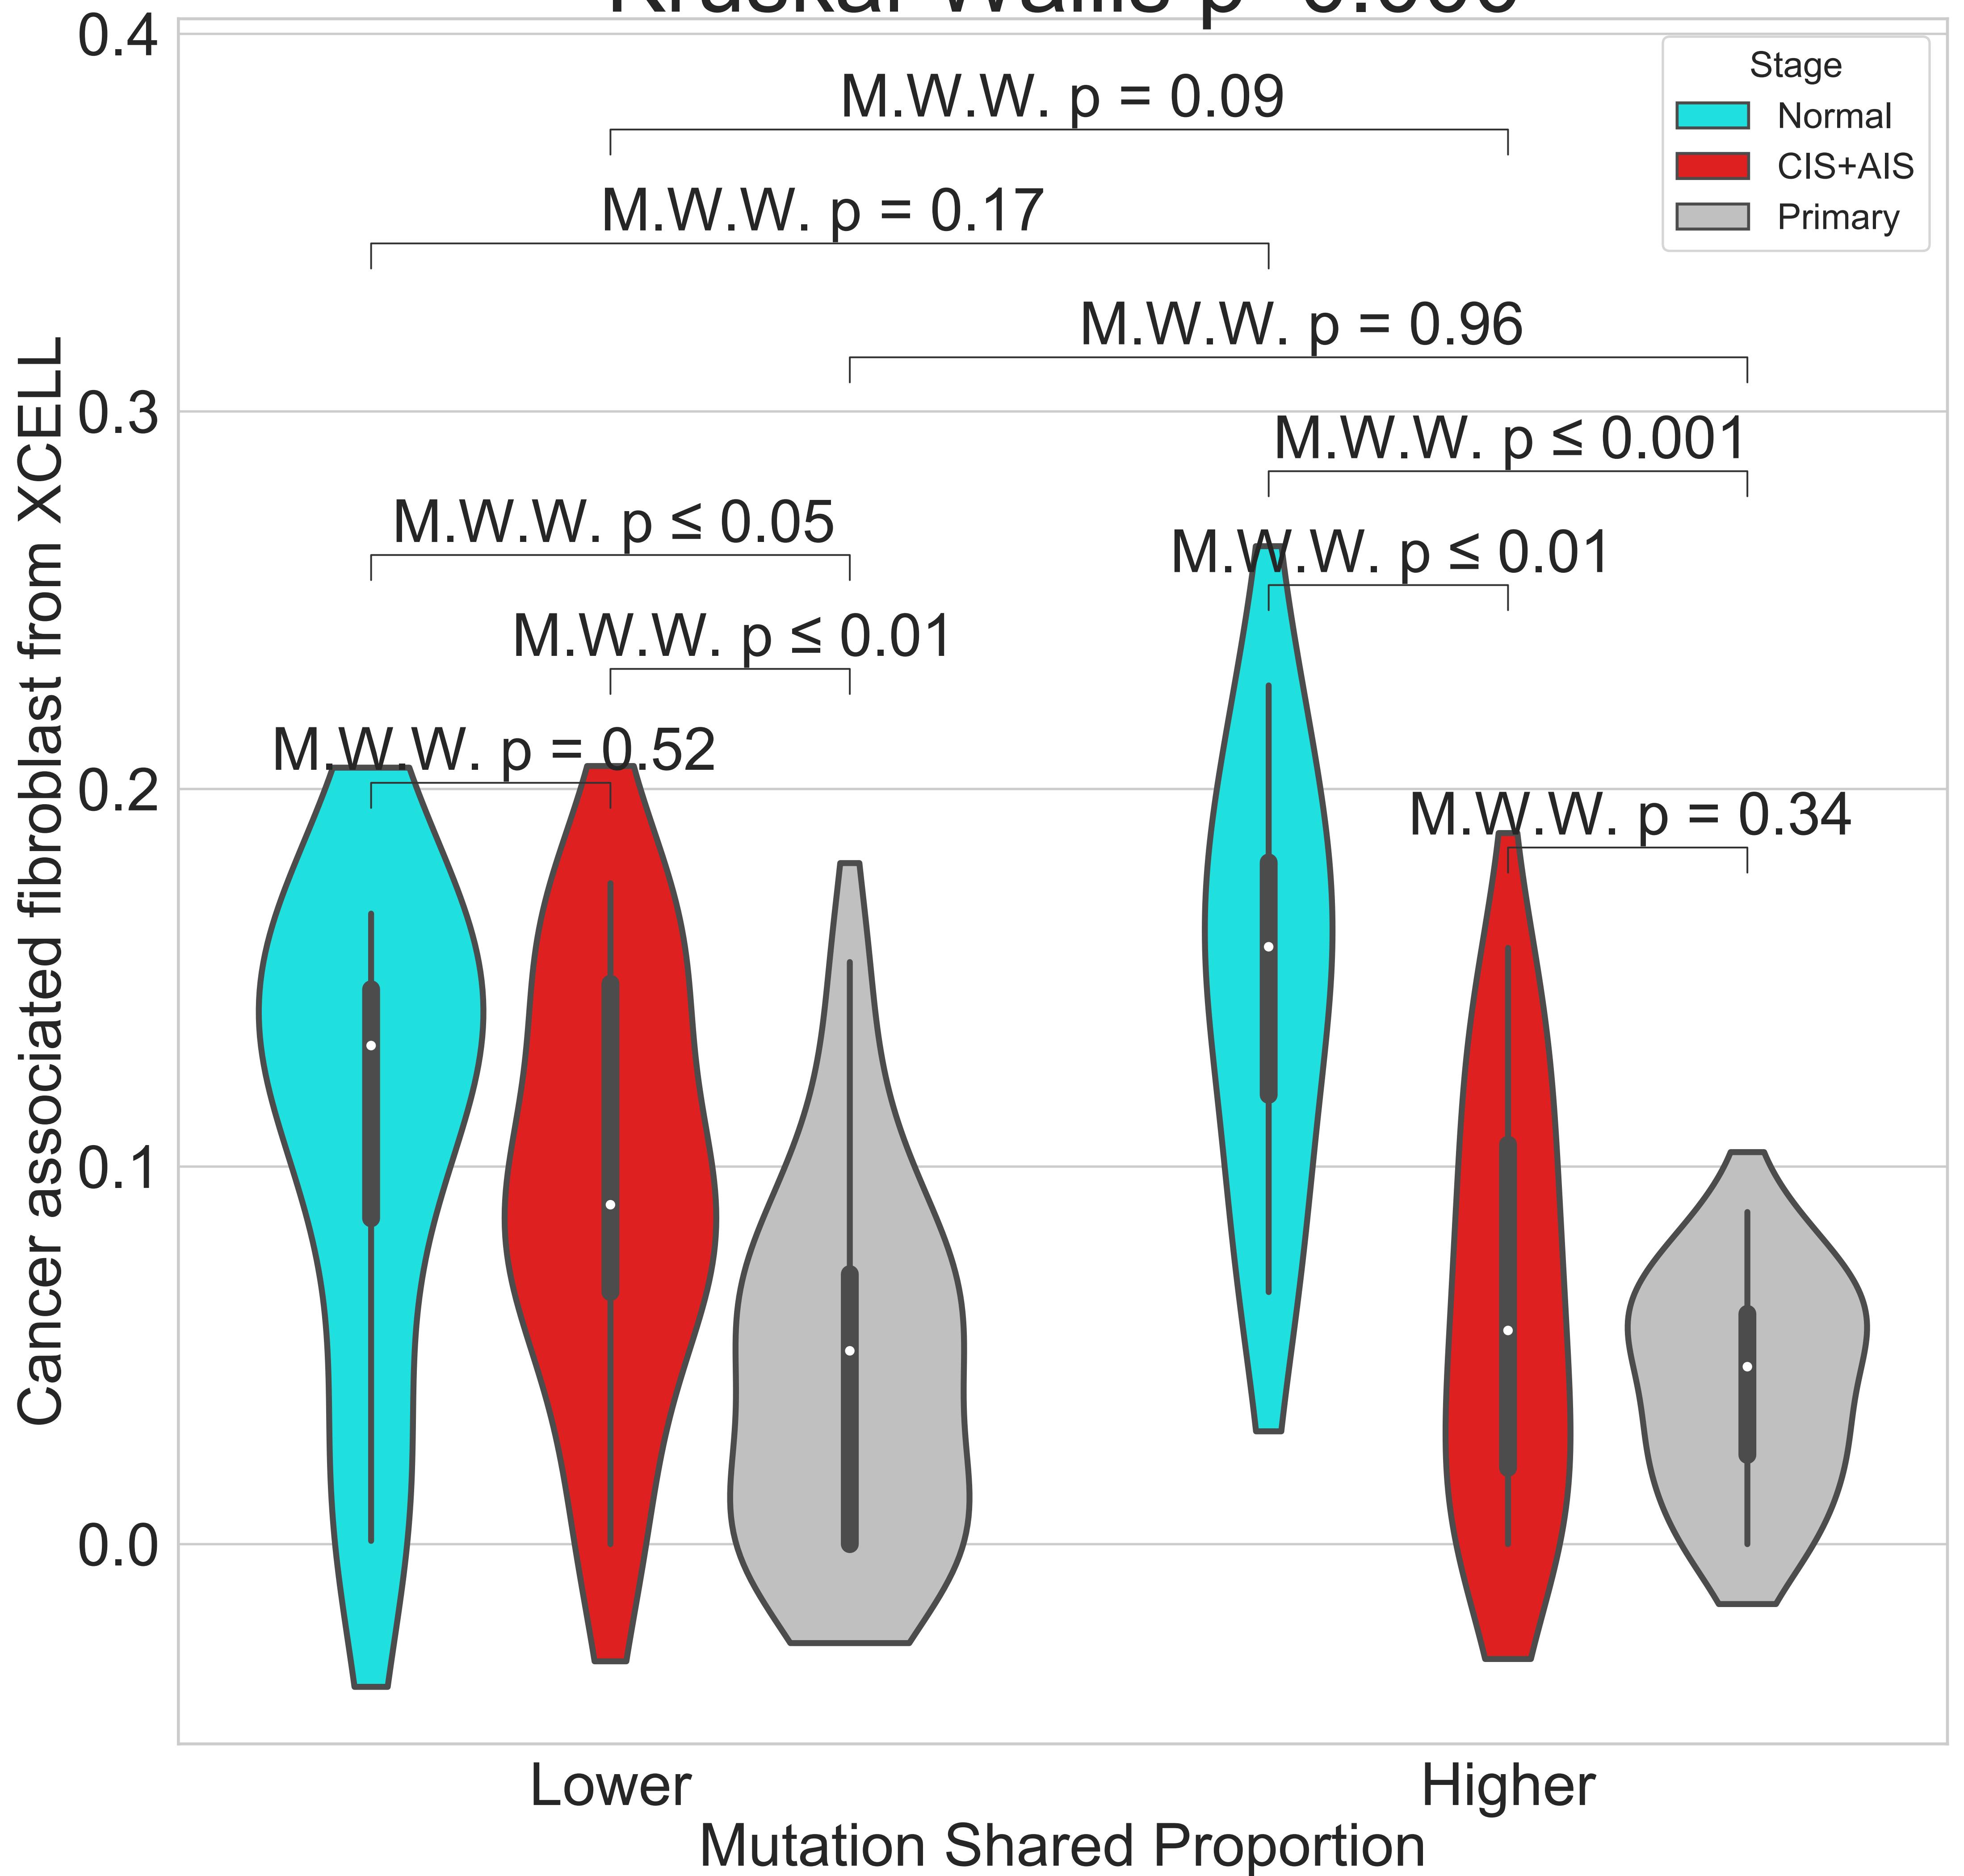 0.4
M.W.W. p = 0.09
Stage
Normal
CIS+AIS
Primary
M.W.W. p = 0.17
M.W.W. p = 0.96
0.3
M.W.W. p ≤ 0.001
M.W.W. p ≤ 0.05
M.W.W. p ≤ 0.01
M.W.W. p ≤ 0.01
M.W.W. p = 0.52
0.2
M.W.W. p = 0.34
0.1
0.0
Cancer associated fibroblast from XCELL
Lower
Higher
Mutation Shared Proportion